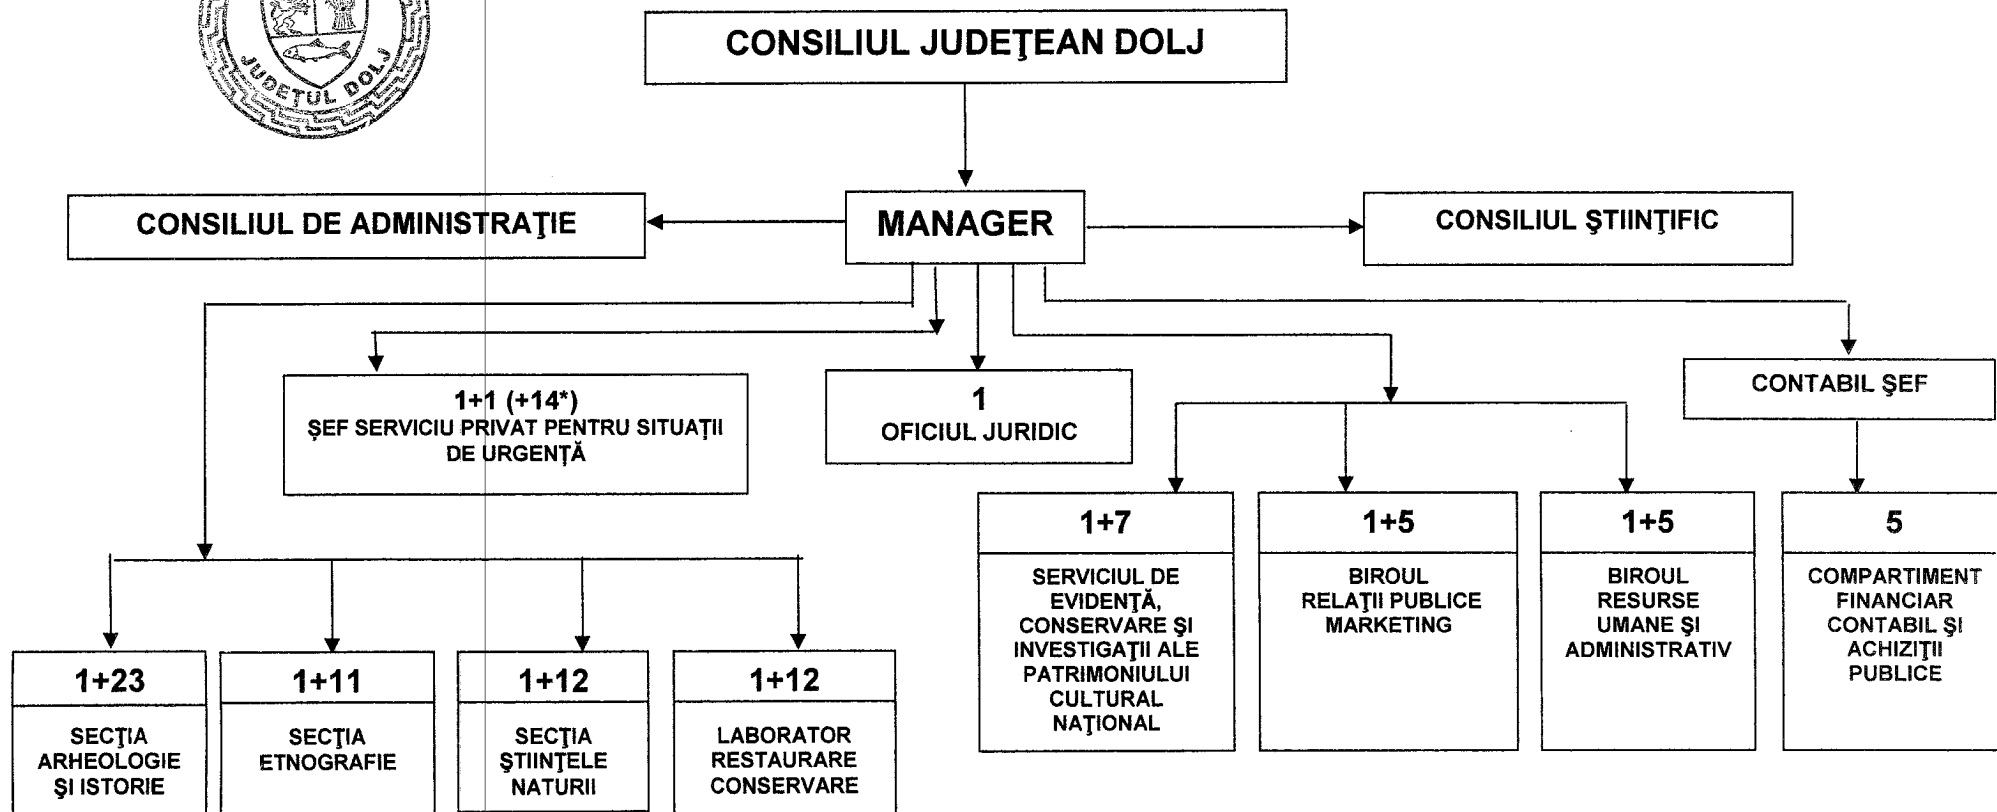 JUDEŢUL DOLJ
CONSILIUL JUDEŢEAN DOLJ
CONSILIUL DE ADMINISTRAŢIE
MANAGER
CONSILIUL ŞTIINŢIFIC
1+1 (+14*)
ŞEF SERVICIU PRIVAT PENTRU SITUAŢII
DE URGENŢĂ
1
OFICIUL JURIDIC
CONTABIL ŞEF
1+7
SERVICIUL DE
EVIDENŢĂ,
CONSERVARE ŞI
INVESTIGAŢII ALE
PATRIMONIULUI
CULTURAL
NAŢIONAL
1+5
BIROUL
RELAŢII PUBLICE
MARKETING
1+5
BIROUL
RESURSE
UMANE ŞI
ADMINISTRATIV
5
COMPARTIMENT
FINANCIAR
CONTABIL ŞI
ACHIZIŢII
PUBLICE
1+23
SECŢIA
ARHEOLOGIE
ŞI ISTORIE
1+11
SECŢIA
ETNOGRAFIE
1+12
SECŢIA
ŞTIINŢELE
NATURII
1+12
LABORATOR
RESTAURARE
CONSERVARE